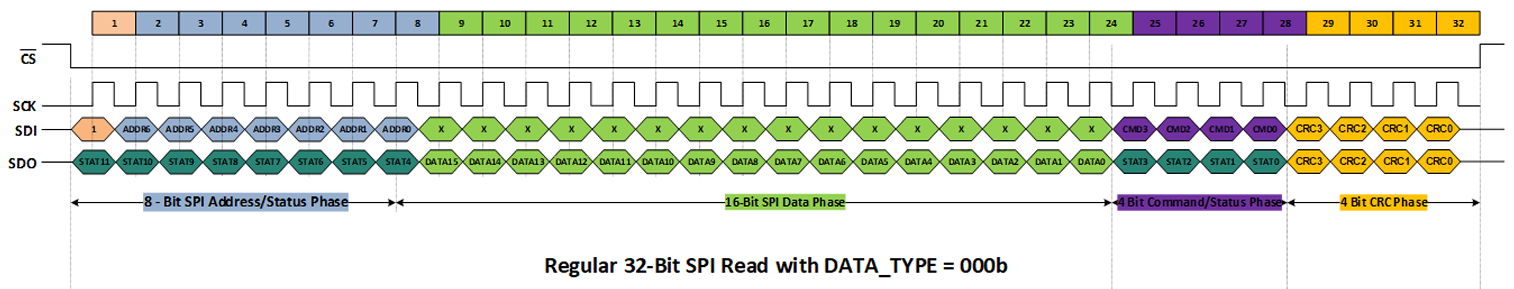 1 2 3 4 5 6 7 8 9 10 11 12 13 14 15 16 17 18 19 20 21 22 23 24 25 26 27 28 29 30 31 32
CS
SCK
SDI 1 ADDR6 ADDR5 ADDR4 ADDR3 ADDR2 ADDR1 ADDR0 X X X X X X X X X X X X X X X X CMD3 CMD2 CMD1 CMD0 CRC3 CRC2 CRC1 CRC0
SDO STAT11 STAT10 STAT9 STAT8 STAT7 STAT6 STAT5 STAT4 DATA15 DATA14 DATA13 DATA12 DATA11 DATA10 DATA9 DATA8 DATA7 DATA6 DATA5 DATA4 DATA3 DATA2 DATA1 DATA0 STAT3 STAT2 STAT1 STAT0 CRC3 CRC2 CRC1 CRC0
8 - Bit SPI Address/Status Phase 16-Bit SPI Data Phase 4 Bit Command/Status Phase 4 Bit CRC Phase
Regular 32-Bit SPI Read with DATA_TYPE = 000b